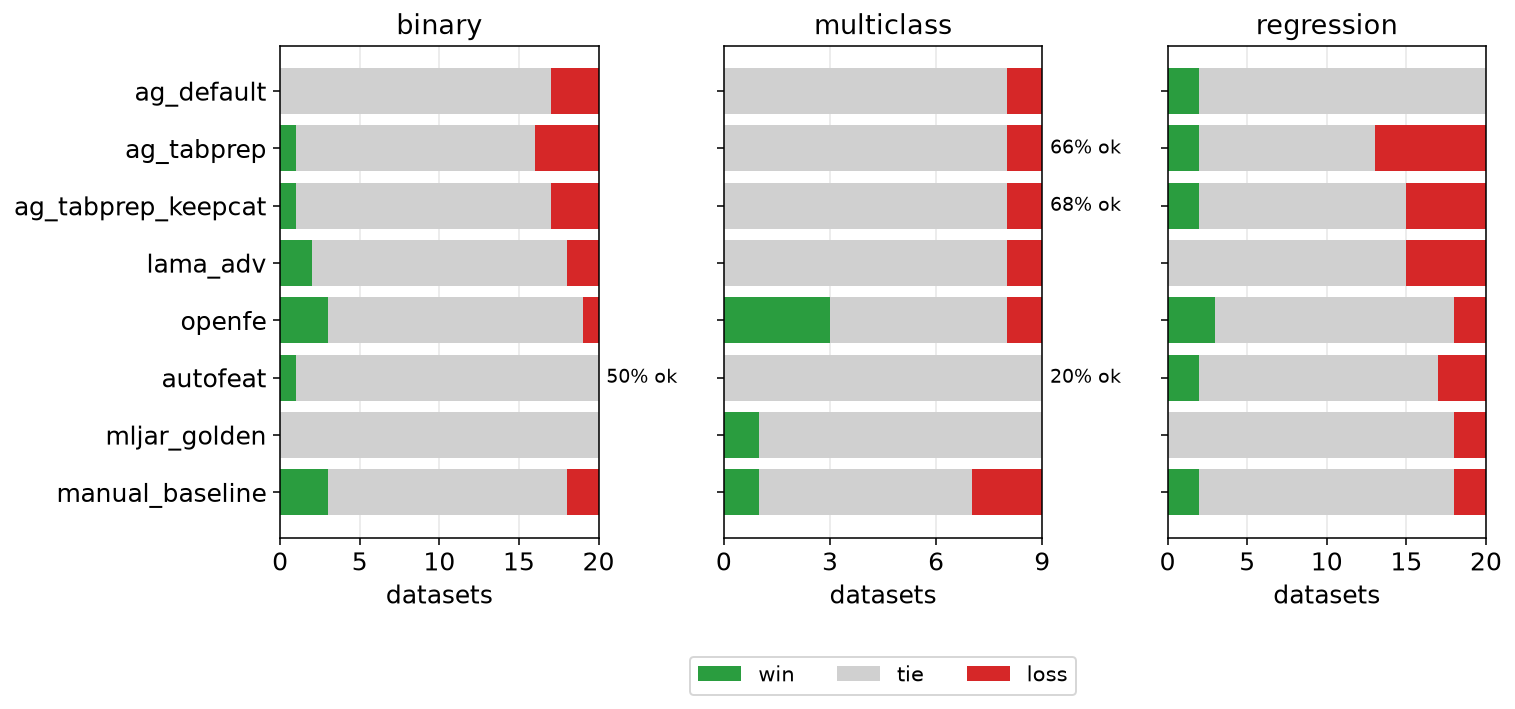 binary multiclass regression
ag_default
ag_tabprep 66% ok
ag_tabprep_keepcat 68% ok
lama_adv
openfe
autofeat 50% ok 20% ok
mljar_golden
manual_baseline
0 5 10 15 20 0 3 6 9 0 5 10 15 20
datasets datasets datasets
win tie loss